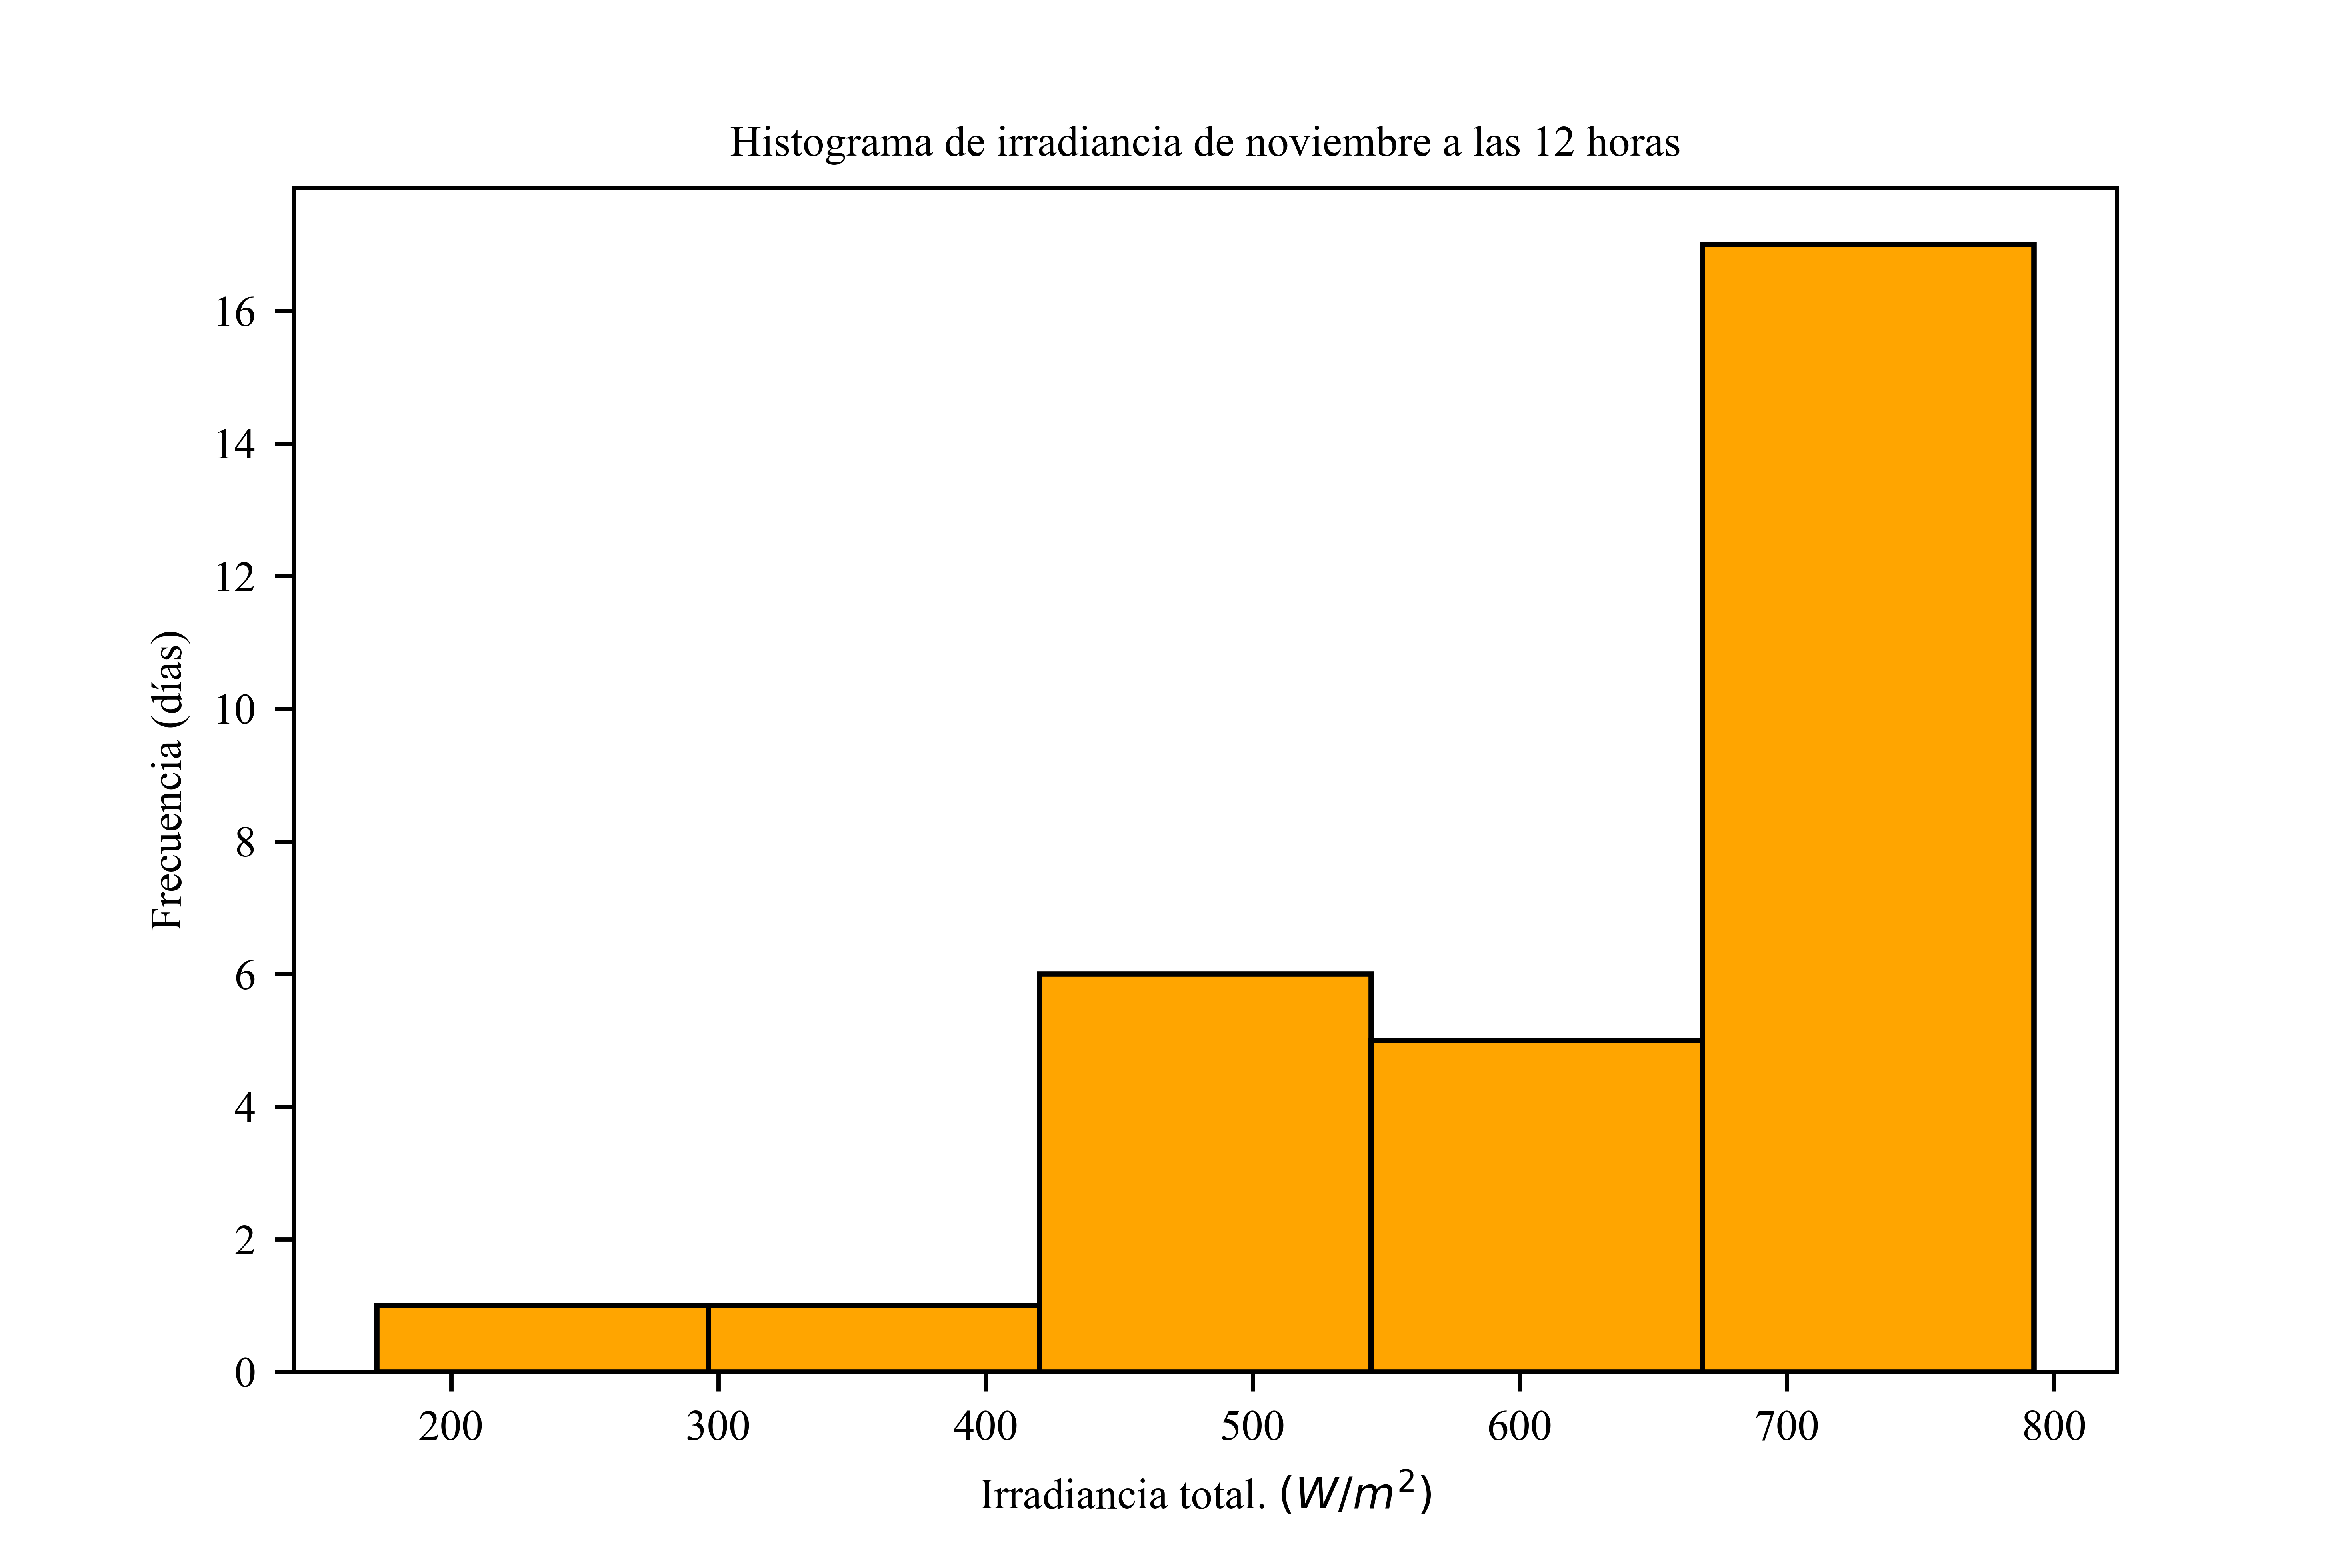 Histograma de irradiancia de noviembre a las 12 horas
Frecuencia (días)
16
14
12
10
8
6
4
2
0
200 300 400 500 600 700 800
Irradiancia total. (W/m²)